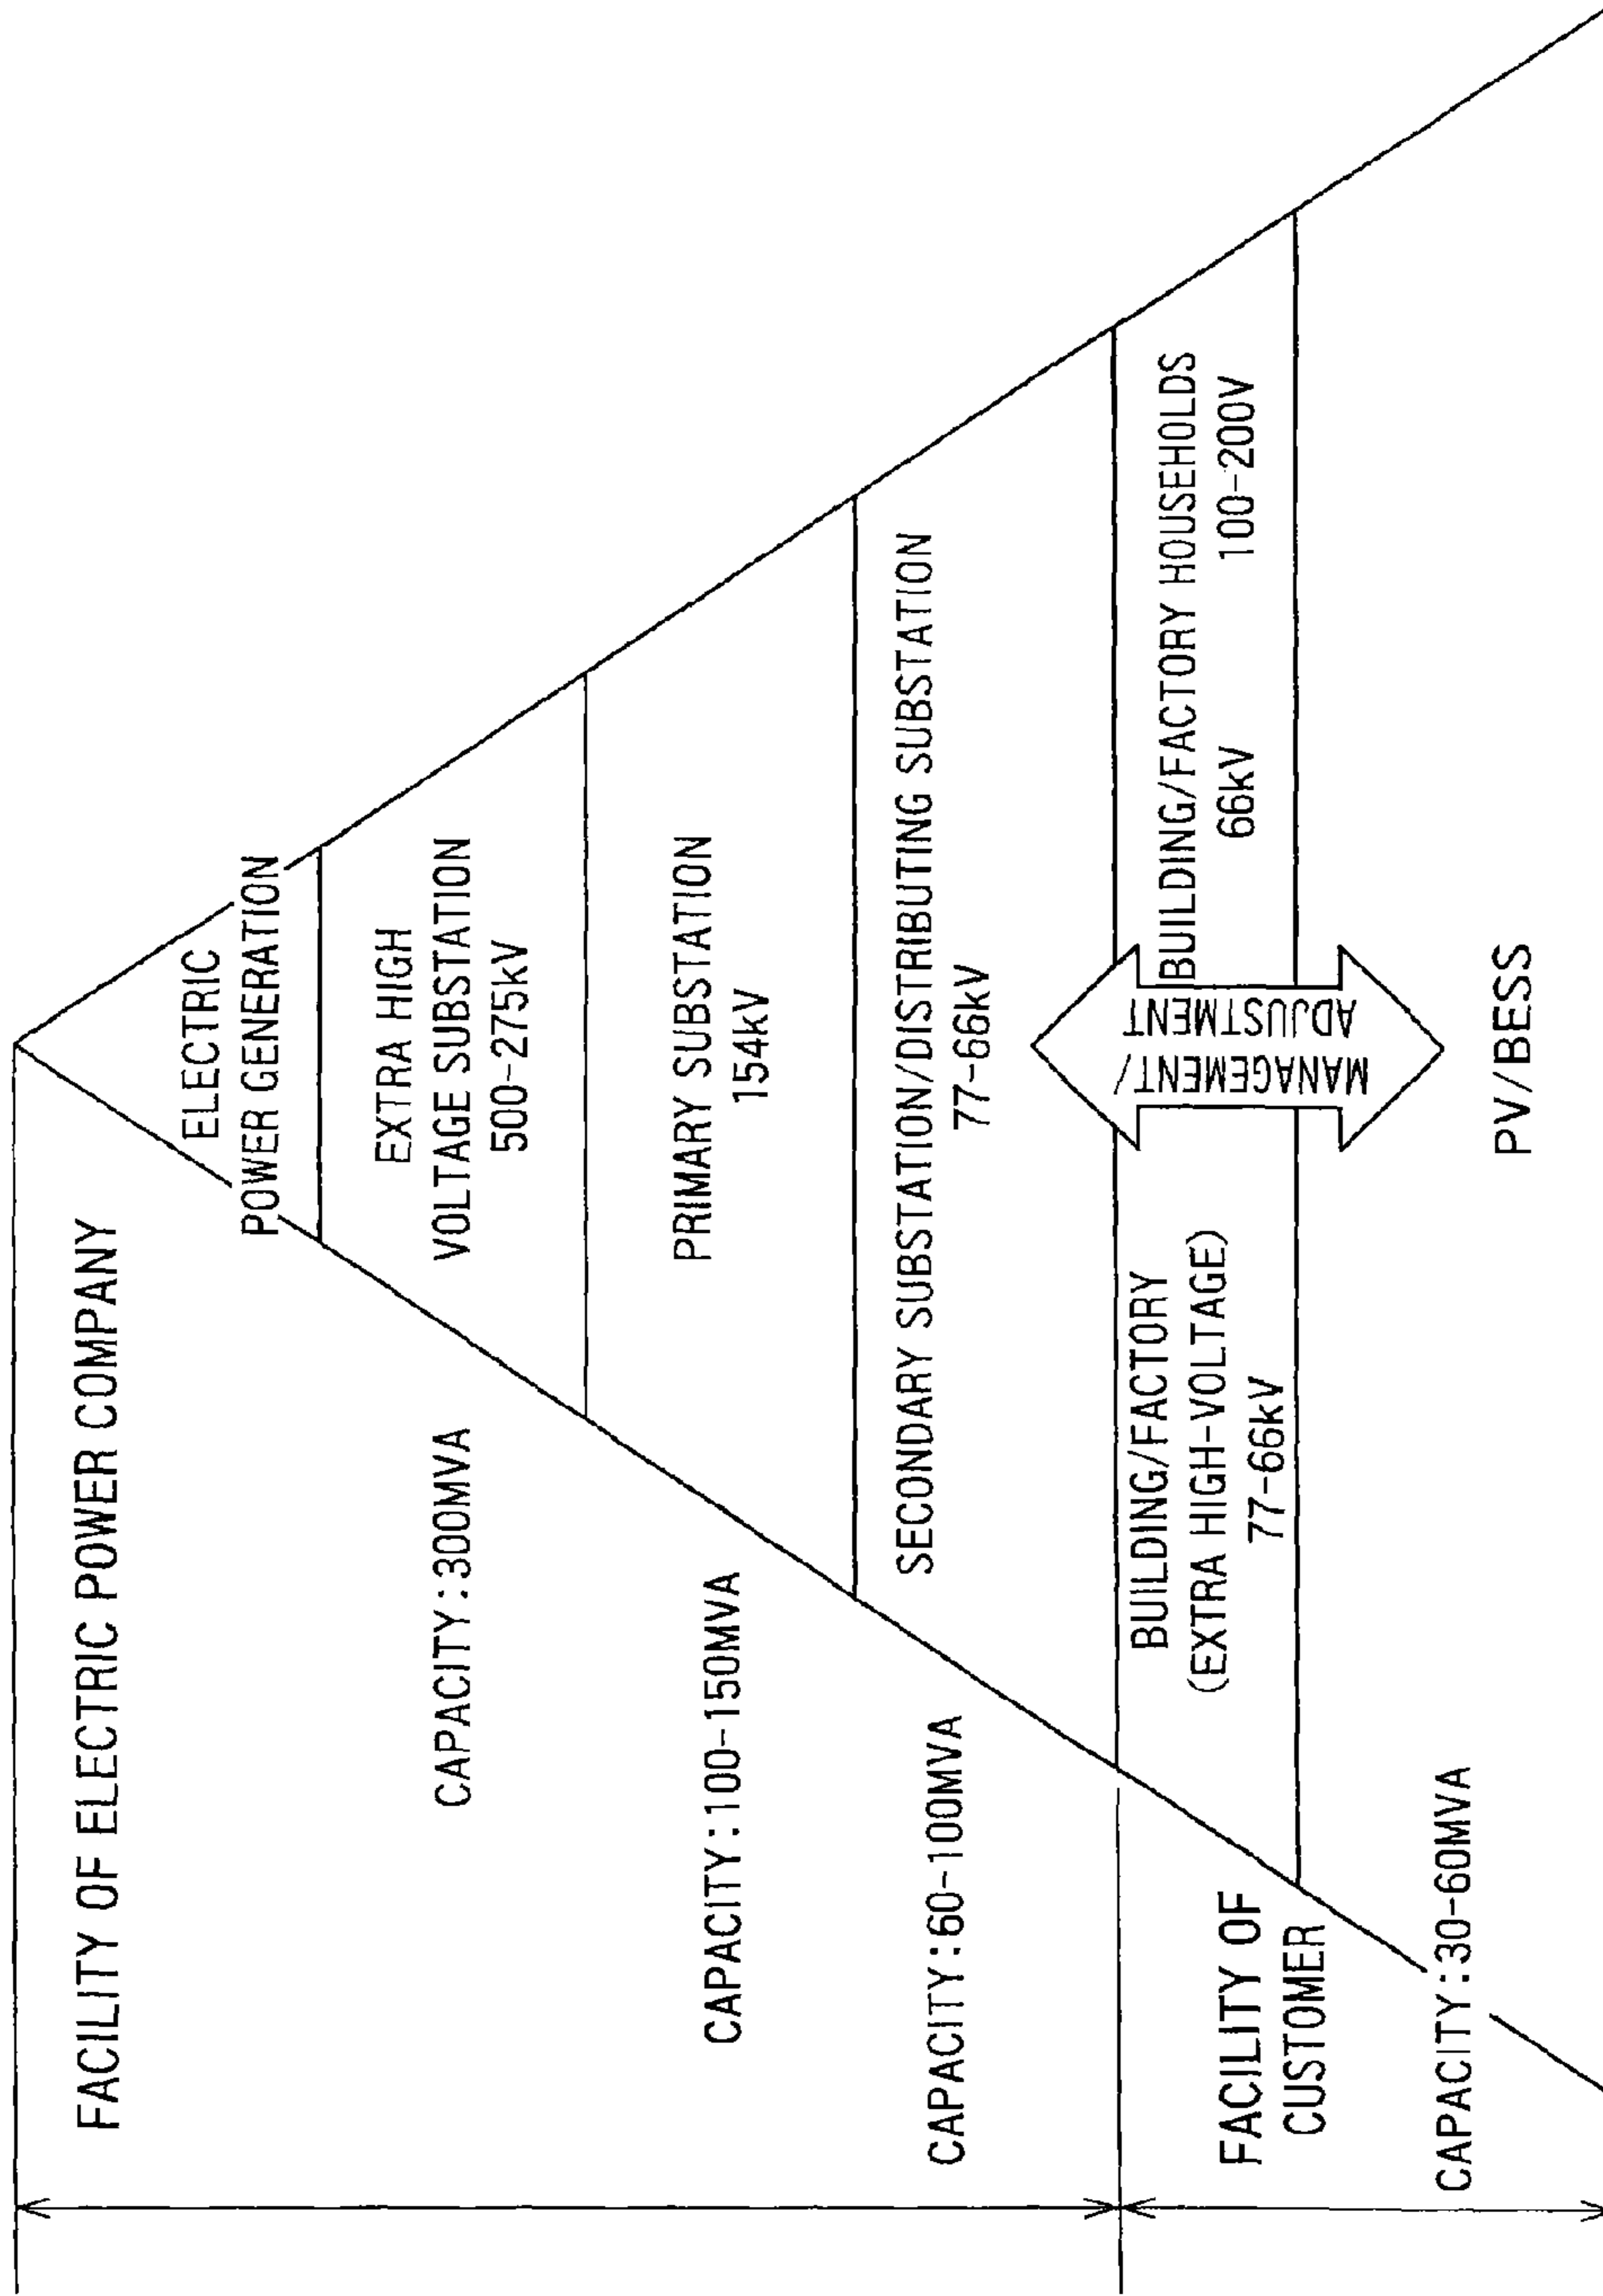 FACILITY OF ELECTRIC POWER COMPANY
ELECTRIC
POWER GENERATION
EXTRA HIGH
VOLTAGE SUBSTATION
500-275kV
CAPACITY:300MVA
PRIMARY SUBSTATION
154kV
CAPACITY:100-150MVA
SECONDARY SUBSTATION/DISTRIBUTING SUBSTATION
77-66kV
CAPACITY:60-100MVA
FACILITY OF
CUSTOMER
BUILDING/FACTORY
(EXTRA HIGH-VOLTAGE)
77-66kV
MANAGEMENT/
ADJUSTMENT
BUILDING/FACTORY HOUSEHOLDS
66kV 100-200V
CAPACITY:30-60MVA
PV/BESS